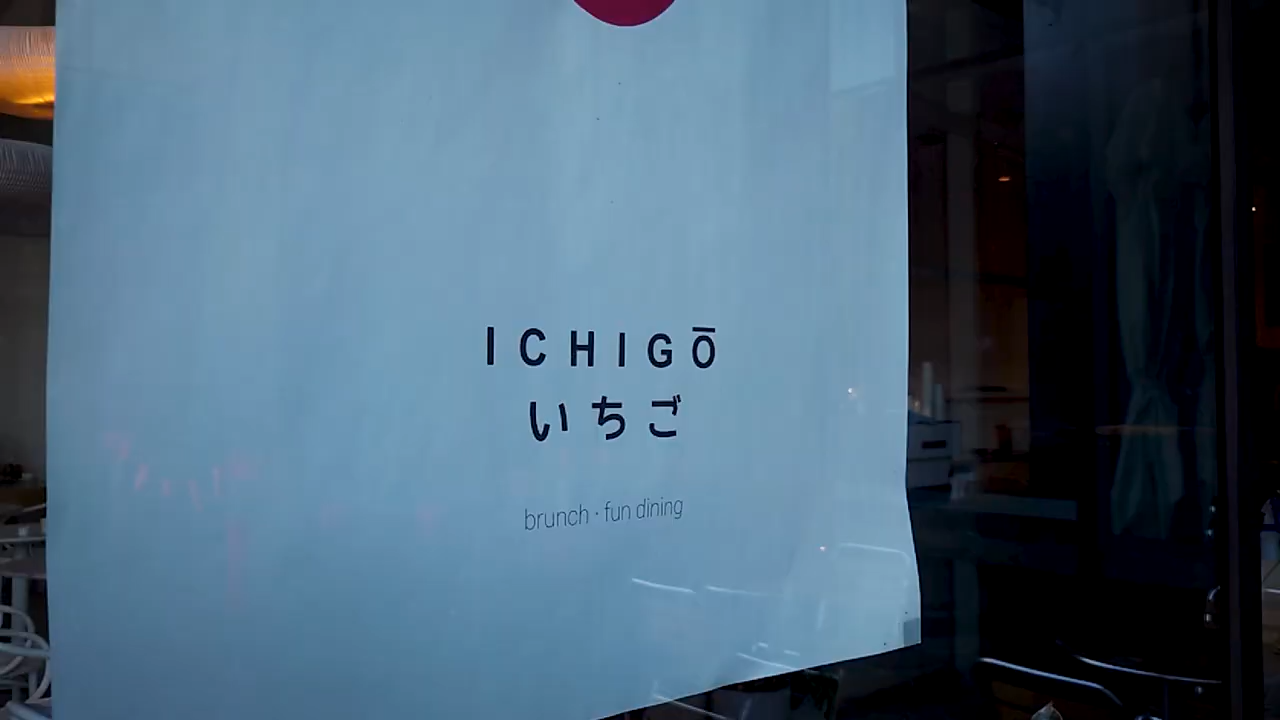 ICHIGŌ
いちご
brunch · fun dining